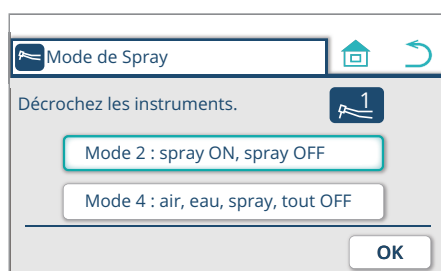 Mode de Spray
Décrochez les instruments.
1
Mode 2 : spray ON, spray OFF
Mode 4 : air, eau, spray, tout OFF
OK